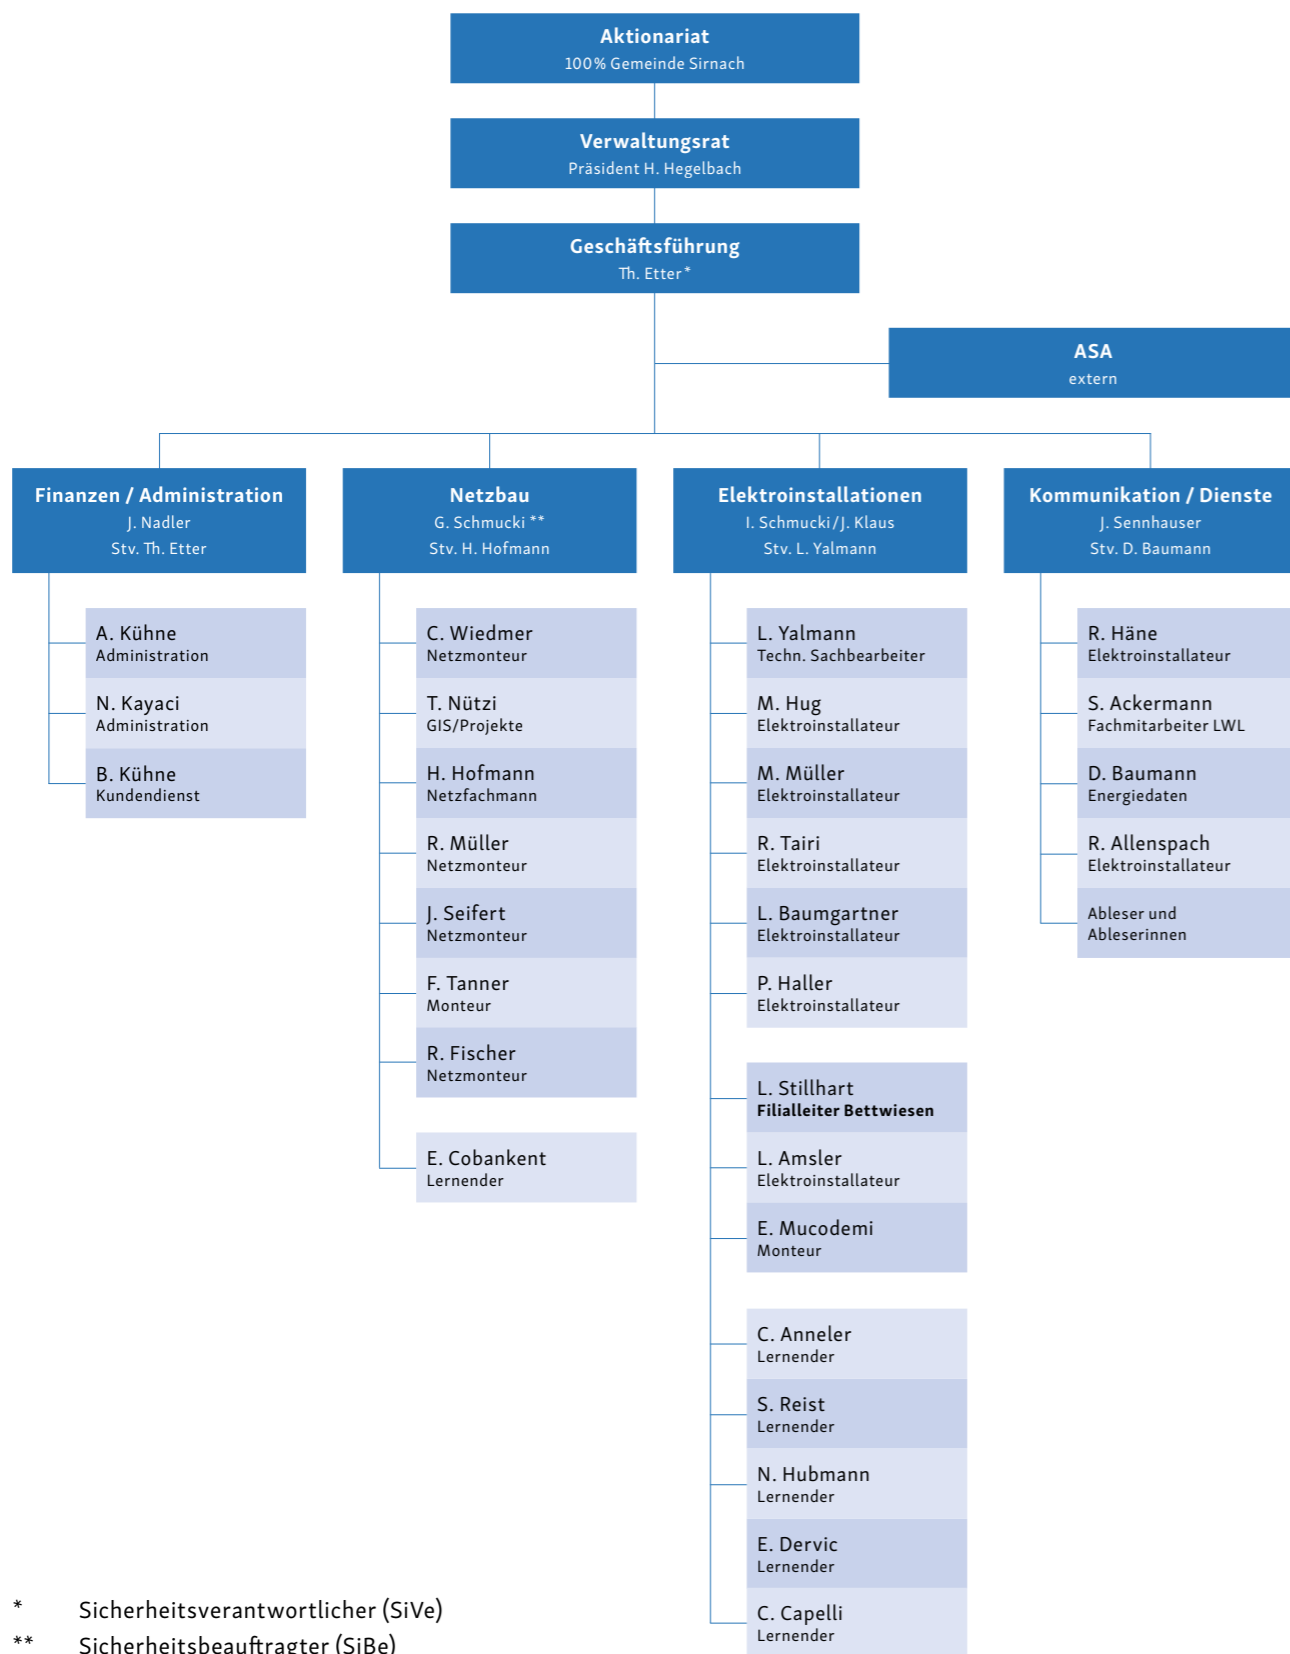 Aktionariat
100% Gemeinde Sirnach
Verwaltungsrat
Präsident H. Hegelbach
Geschäftsführung
Th. Etter*
ASA
extern
Finanzen / Administration
J. Nadler
Stv. Th. Etter
A. Kühne
Administration
N. Kayaci
Administration
B. Kühne
Kundendienst
Netzbau
G. Schmucki **
Stv. H. Hofmann
C. Wiedmer
Netzmonteur
T. Nützi
GIS/Projekte
H. Hofmann
Netzfachmann
R. Müller
Netzmonteur
J. Seifert
Netzmonteur
F. Tanner
Monteur
R. Fischer
Netzmonteur
E. Cobankent
Lernender
Elektroinstallationen
I. Schmucki/J. Klaus
Stv. L. Yalmann
L. Yalmann
Techn. Sachbearbeiter
M. Hug
Elektroinstallateur
M. Müller
Elektroinstallateur
R. Tairi
Elektroinstallateur
L. Baumgartner
Elektroinstallateur
P. Haller
Elektroinstallateur
L. Stillhart
Filialleiter Bettwiesen
L. Amsler
Elektroinstallateur
E. Mucodemi
Monteur
C. Anneler
Lernender
S. Reist
Lernender
N. Hubmann
Lernender
E. Dervic
Lernender
C. Capelli
Lernender
Kommunikation / Dienste
J. Sennhauser
Stv. D. Baumann
R. Häne
Elektroinstallateur
S. Ackermann
Fachmitarbeiter LWL
D. Baumann
Energiedaten
R. Allenspach
Elektroinstallateur
Ableser und
Ableserinnen
* Sicherheitsverantwortlicher (SiVe)
** Sicherheitsbeauftragter (SiBe)